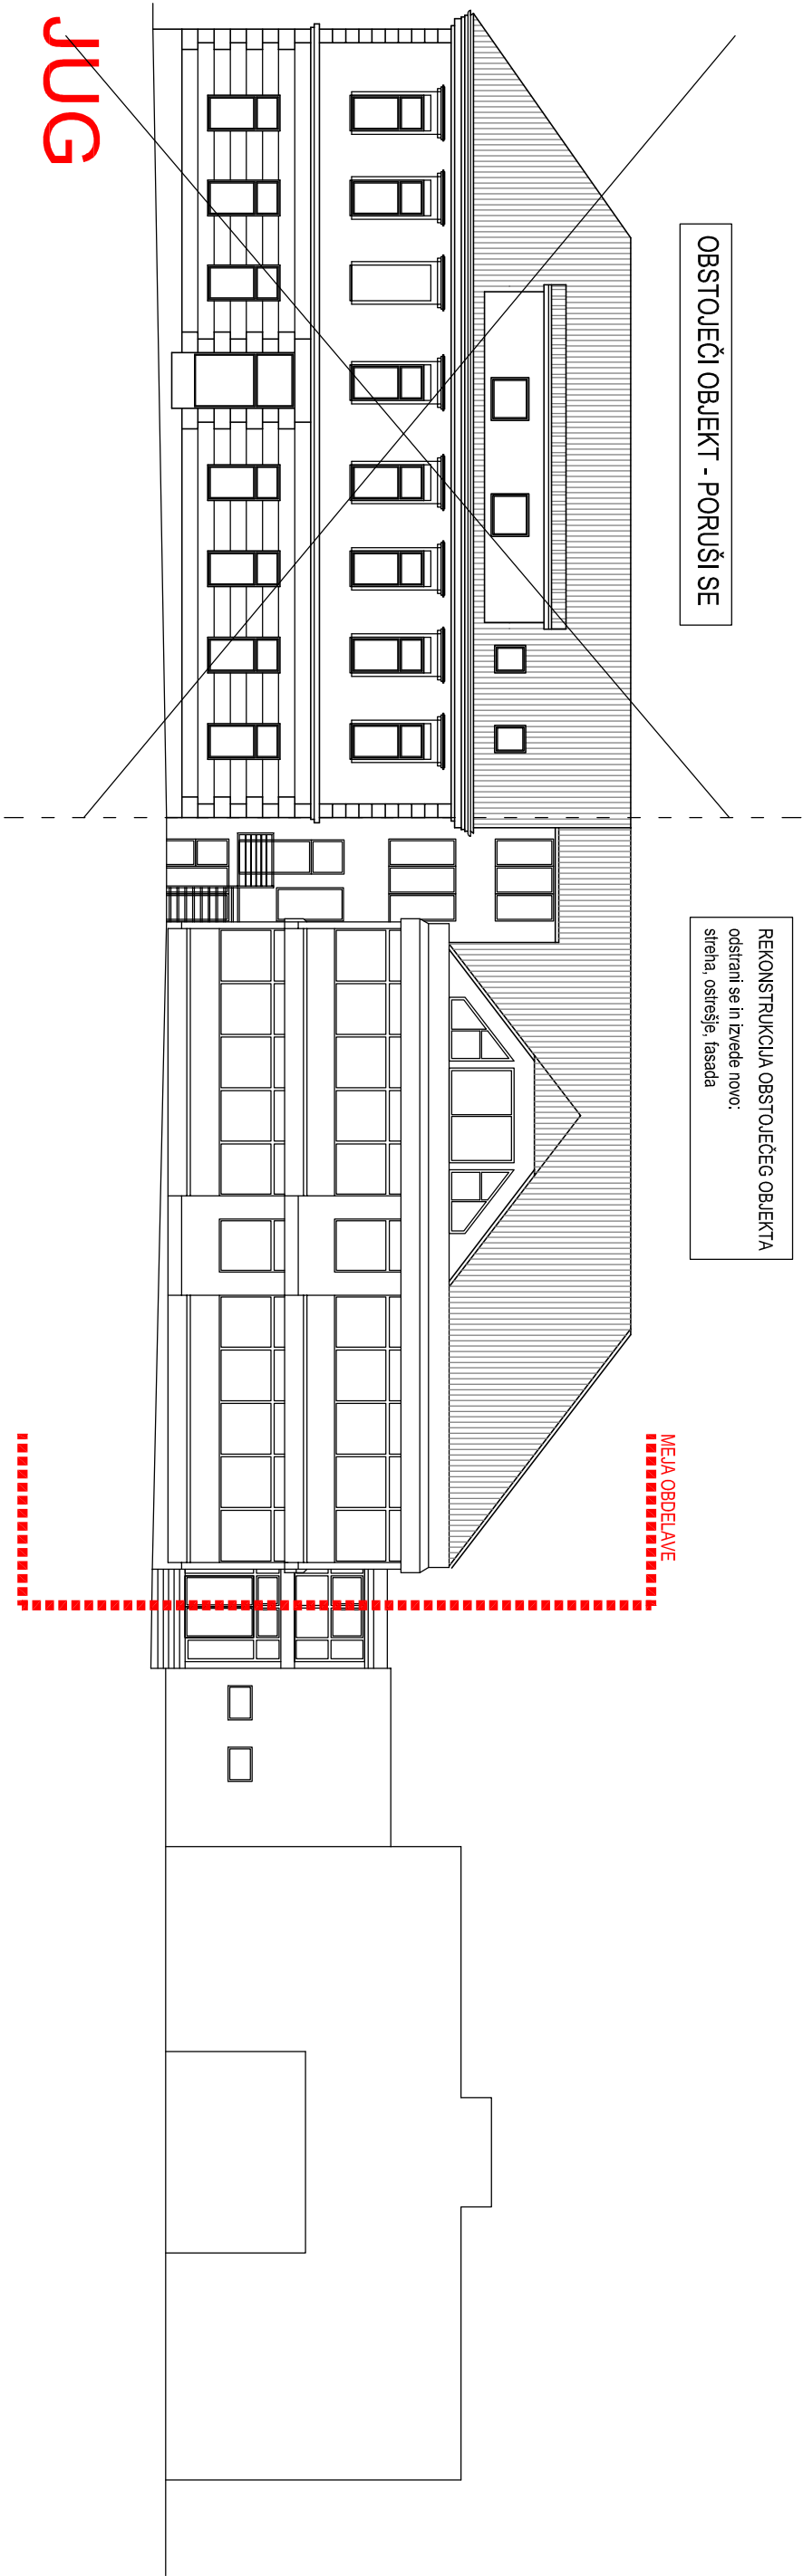 OBSTOJEČI OBJEKT - PORUŠI SE
REKONSTRUKCIJA OBSTOJEČEG OBJEKTA
odstrani se in izvede novo:
streha, ostrešje, fasada
MEJA OBDELAVE
JUG